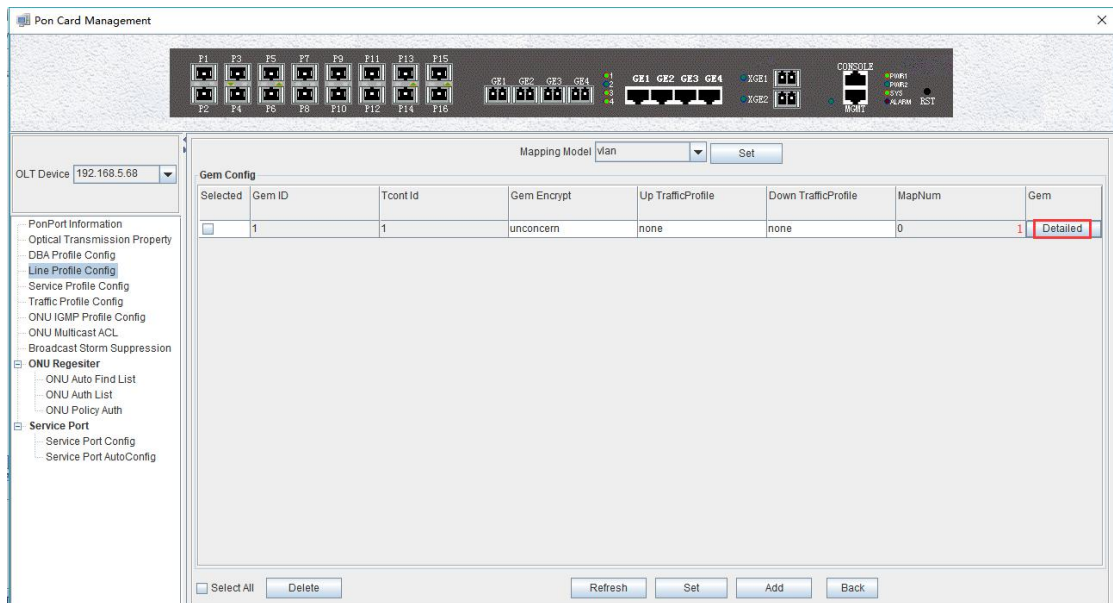 Pon Card Management
P1 P3 P5 P7 P9 P11 P13 P15
P2 P4 P6 P8 P10 P12 P14 P16
GE1 GE2 GE3 GE4
1
2
3
4
GE1 GE2 GE3 GE4
XGE1
XGE2
CONSOLE
MGMT
PWR1
PWR2
SYS
ALARM
RST
OLT Device 192.168.5.68
PonPort Information
Optical Transmission Property
DBA Profile Config
Line Profile Config
Service Profile Config
Traffic Profile Config
ONU IGMP Profile Config
ONU Multicast ACL
Broadcast Storm Suppression
ONU Regesiter
ONU Auto Find List
ONU Auth List
ONU Policy Auth
Service Port
Service Port Config
Service Port AutoConfig
Mapping Model vlan Set
Gem Config
Selected Gem ID Tcont Id Gem Encrypt Up TrafficProfile Down TrafficProfile MapNum Gem
1 1 unconcern none none 0 1 Detailed
Select All Delete Refresh Set Add Back